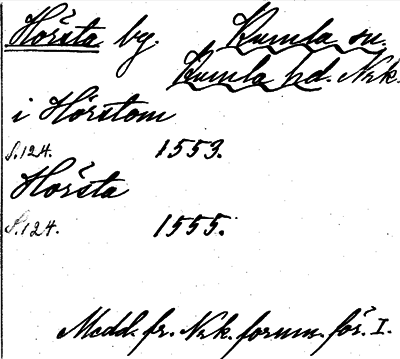 Hörsta by. Kumla sn.
Kumla hd. Nrk.
i Hörstom
S.124. 1553.
Hörsta
S.124. 1555.
Medd. fr. Nrk. fornm. för. I.